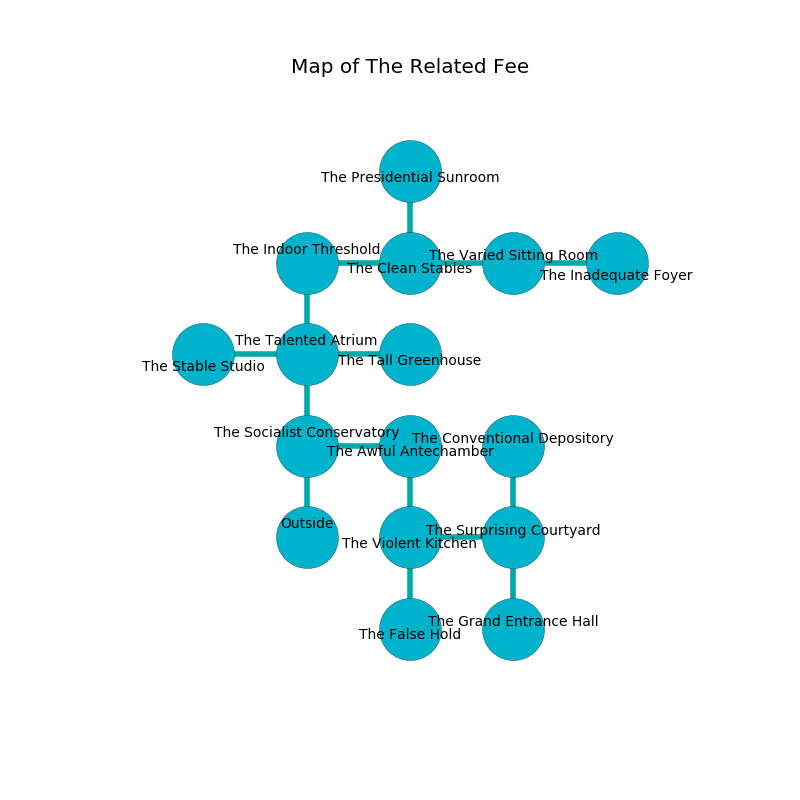 Map of The Related Fee
The Presidential Sunroom
The Indoor Threshold
The Clean Stables
The Varied Sitting Room
The Inadequate Foyer
The Talented Atrium
The Stable Studio
The Tall Greenhouse
The Socialist Conservatory
The Awful Antechamber
The Conventional Depository
Outside
The Violent Kitchen
The Surprising Courtyard
The False Hold
The Grand Entrance Hall